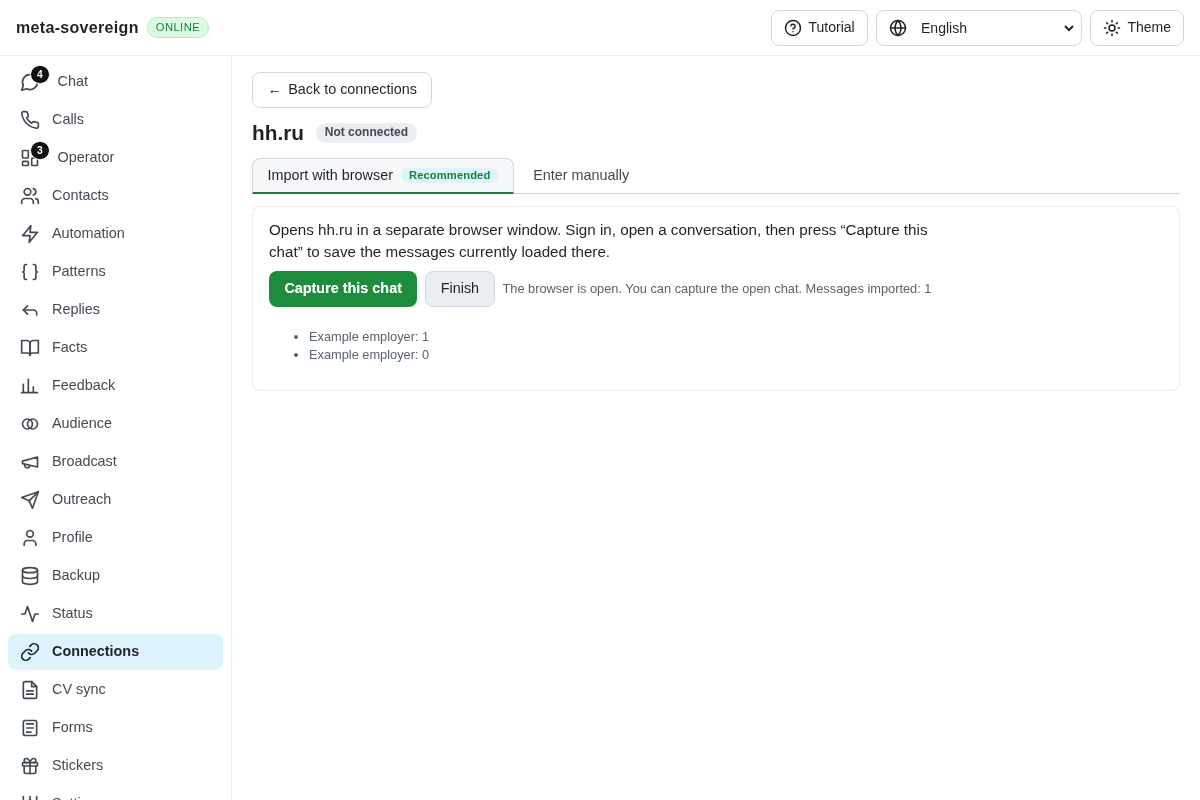 meta-sovereign ONLINE
Tutorial
English
Theme
4 Chat
Calls
3 Operator
Contacts
Automation
Patterns
Replies
Facts
Feedback
Audience
Broadcast
Outreach
Profile
Backup
Status
Connections
CV sync
Forms
Stickers
← Back to connections
hh.ru Not connected
Import with browser Recommended
Enter manually
Opens hh.ru in a separate browser window. Sign in, open a conversation, then press “Capture this
chat” to save the messages currently loaded there.
Capture this chat
Finish
The browser is open. You can capture the open chat. Messages imported: 1
• Example employer: 1
• Example employer: 0